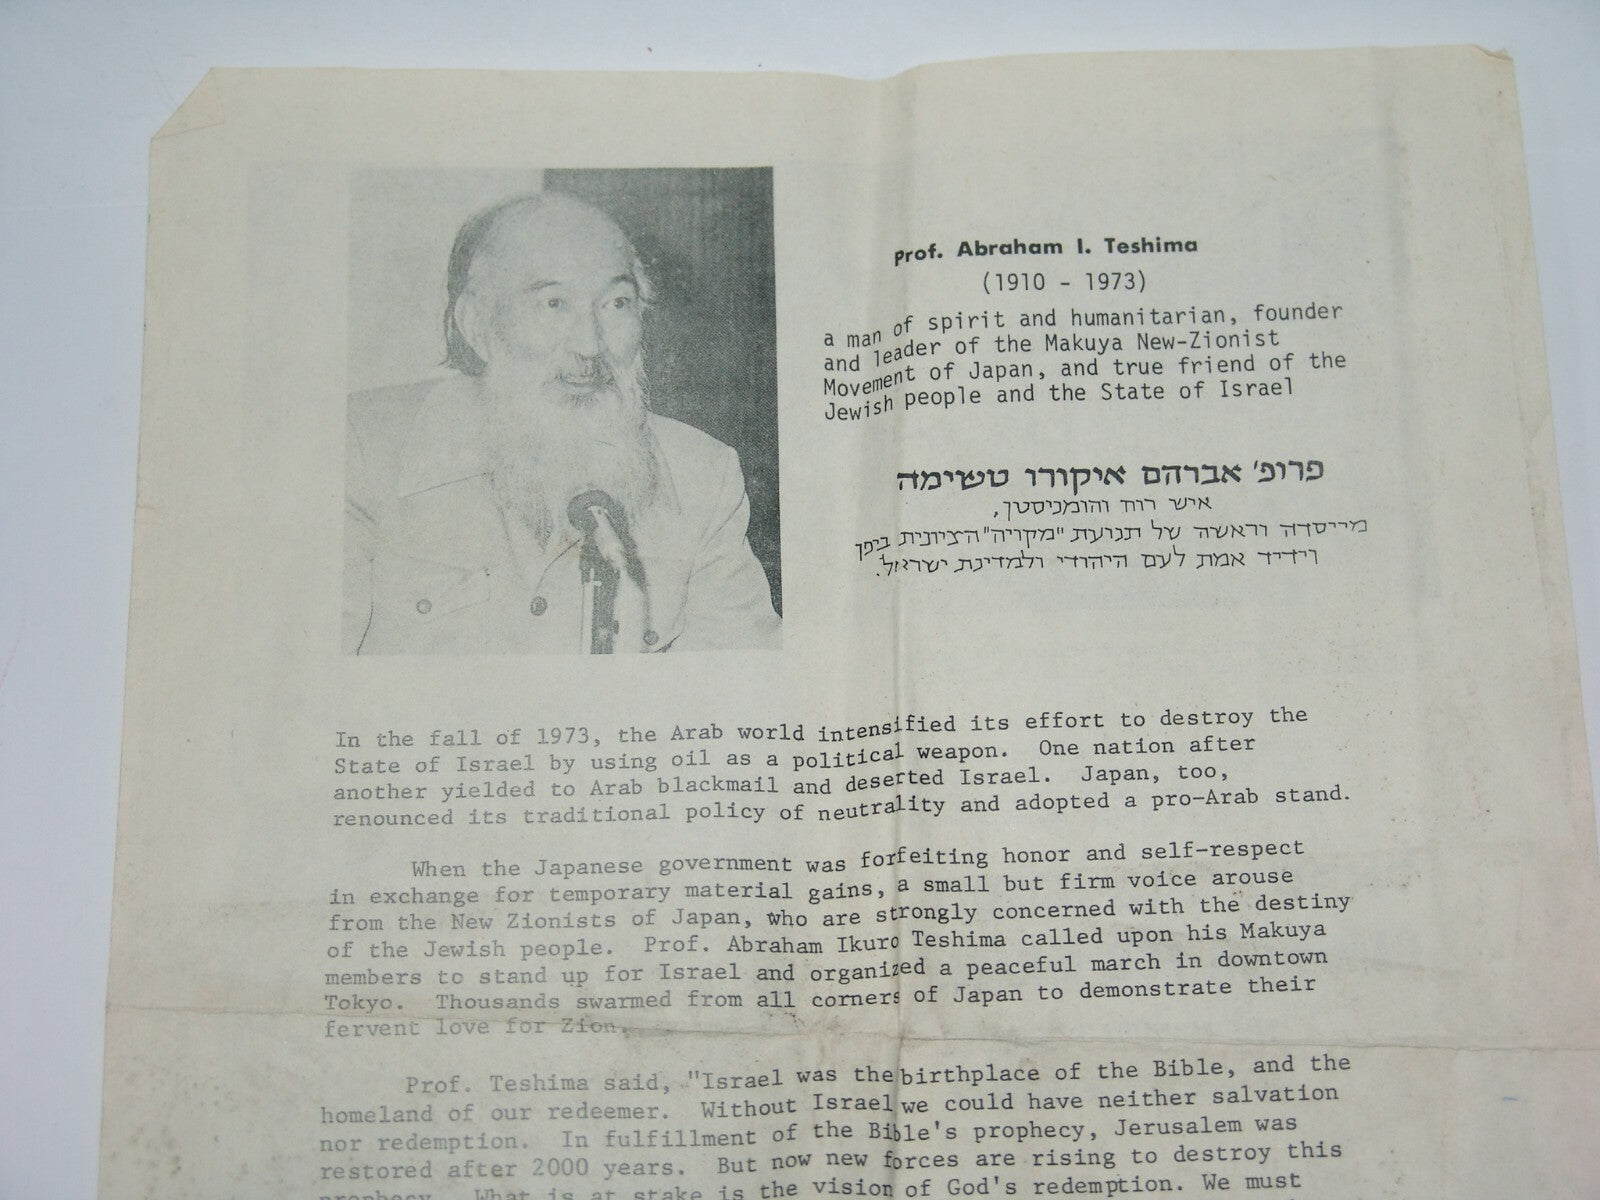 Prof. Abraham I. Teshima
(1910 - 1973)
a man of spirit and humanitarian, founder
and leader of the Makuya New-Zionist
Movement of Japan, and true friend of the
Jewish people and the State of Israel
פרופ׳ אברהם איקורו טשימה
איש רוח והומניסטן,
מייסדה וראשה של תנועת "מקויה" הציונית ביפן
וידיד אמת לעם היהודי ולמדינת ישראל.
In the fall of 1973, the Arab world intensified its effort to destroy the
State of Israel by using oil as a political weapon. One nation after
another yielded to Arab blackmail and deserted Israel. Japan, too,
renounced its traditional policy of neutrality and adopted a pro-Arab stand.
When the Japanese government was forfeiting honor and self-respect
in exchange for temporary material gains, a small but firm voice arouse
from the New Zionists of Japan, who are strongly concerned with the destiny
of the Jewish people. Prof. Abraham Ikuro Teshima called upon his Makuya
members to stand up for Israel and organized a peaceful march in downtown
Tokyo. Thousands swarmed from all corners of Japan to demonstrate their
fervent love for Zion.
Prof. Teshima said, "Israel was the birthplace of the Bible, and the
homeland of our redeemer. Without Israel we could have neither salvation
nor redemption. In fulfillment of the Bible's prophecy, Jerusalem was
restored after 2000 years. But now new forces are rising to destroy this
prophecy. What is at stake is the vision of God's redemption. We must